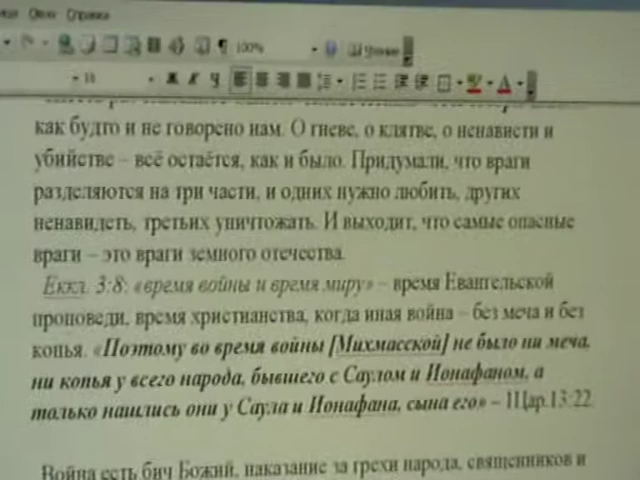 Окно Справка
100%
Чтение
как будто и не говорено нам. О гневе, о клятве, о ненависти и
убийстве – всё остаётся, как и было. Придумали, что враги
разделяются на три части, и одних нужно любить, других
ненавидеть, третьих уничтожать. И выходит, что самые опасные
враги – это враги земного отечества.
Еккл. 3:8: «время войны и время миру» – время Евангельской
проповеди, время христианства, когда иная война – без меча и без
копья. «Поэтому во время войны [Михмасской] не было ни меча,
ни копья у всего народа, бывшего с Саулом и Ионафаном, а
только нашлись они у Саула и Ионафана, сына его» – 1Цар.13:22.
Война есть бич Божий, наказание за грехи народа, священников и